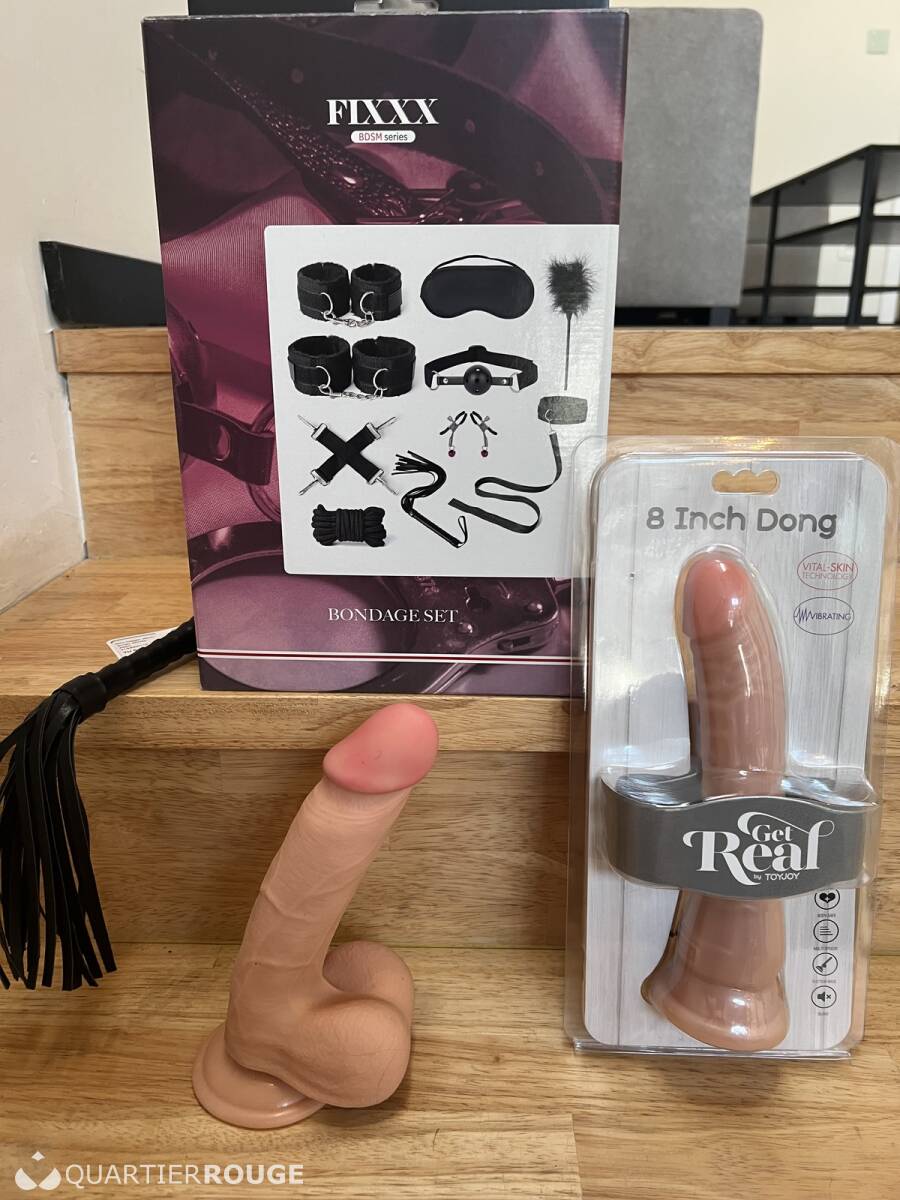 FIXXX
BDSM series
BONDAGE SET
8 Inch Dong
VITAL-SKIN
TECHNOLOGY
VIBRATING
Get
Real
by TOYJOY
QUARTIERROUGE